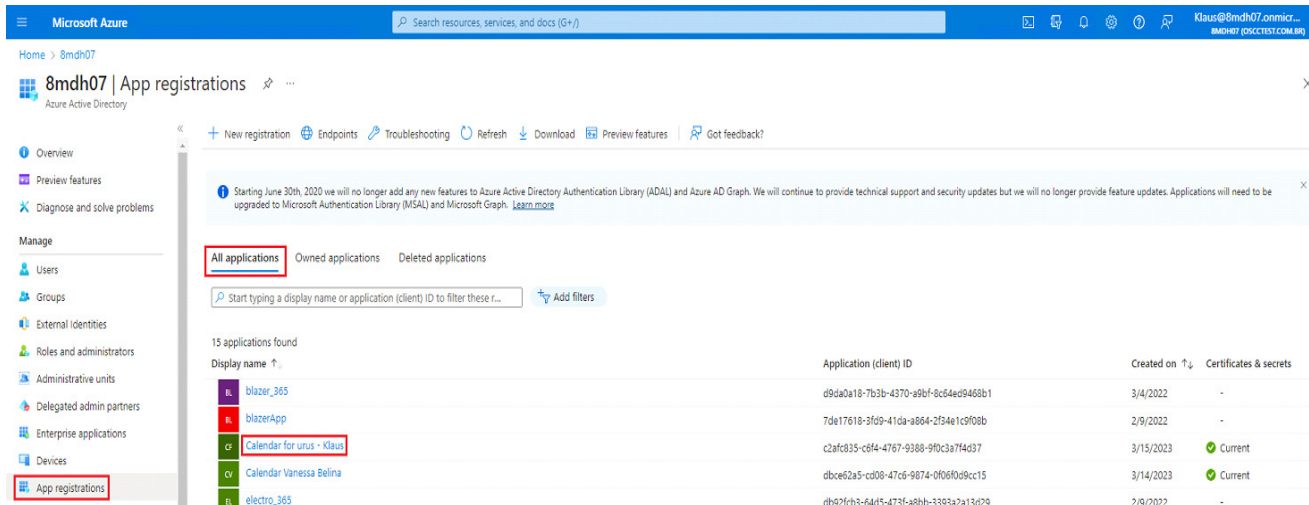 Microsoft Azure
Search resources, services, and docs (G+/)
Klaus@8mdh07.onmicr...
8MDH07 (OSCCTEST.COM.BR)
Home > 8mdh07
8mdh07 | App registrations
Azure Active Directory
New registration Endpoints Troubleshooting Refresh Download Preview features Got feedback?
Overview
Preview features
Diagnose and solve problems
Manage
Users
Groups
External Identities
Roles and administrators
Administrative units
Delegated admin partners
Enterprise applications
Devices
App registrations
Starting June 30th, 2020 we will no longer add any new features to Azure Active Directory Authentication Library (ADAL) and Azure AD Graph. We will continue to provide technical support and security updates but we will no longer provide feature updates. Applications will need to be
upgraded to Microsoft Authentication Library (MSAL) and Microsoft Graph. Learn more
All applications Owned applications Deleted applications
Start typing a display name or application (client) ID to filter these r... Add filters
15 applications found
Display name Application (client) ID Created on Certificates & secrets
BL blazer_365 d9da0a18-7b3b-4370-a9bf-8c64ed9468b1 3/4/2022 -
BL blazerApp 7de17618-3fd9-41da-a864-2f34e1c9f08b 2/9/2022 -
CF Calendar for urus - Klaus c2afc835-c6f4-4767-9388-9f0c3a7f4d37 3/15/2023 Current
CV Calendar Vanessa Belina dbce62a5-cd08-47c6-9874-0f06f0d9cc15 3/14/2023 Current
EL electro_365 db92fcb3-64d5-473f-a8bb-3393a2a13d29 2/9/2022 -